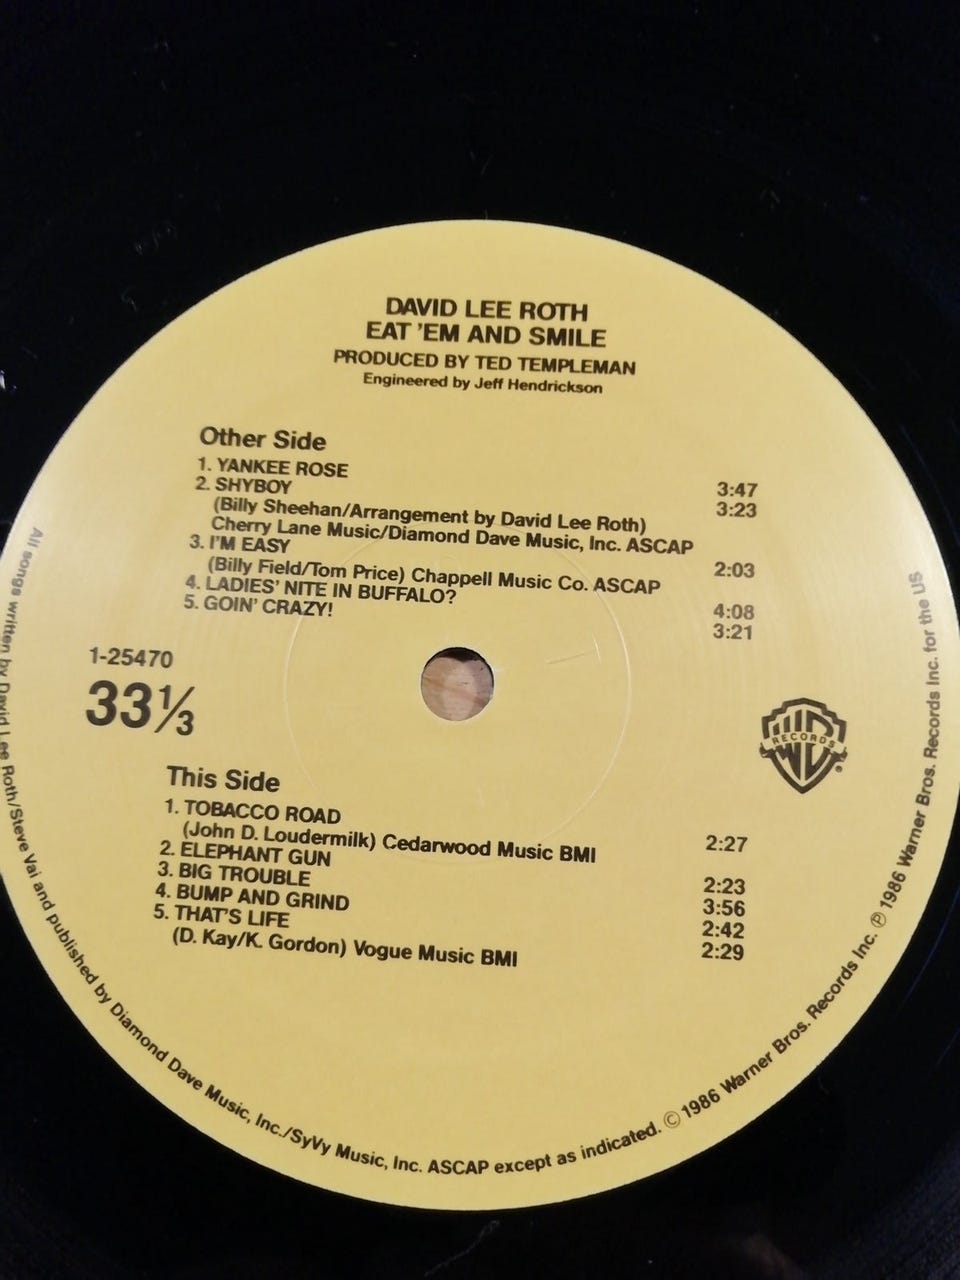 DAVID LEE ROTH
EAT 'EM AND SMILE
PRODUCED BY TED TEMPLEMAN
Engineered by Jeff Hendrickson
Other Side
1. YANKEE ROSE 3:47
2. SHYBOY 3:23
(Billy Sheehan/Arrangement by David Lee Roth)
Cherry Lane Music/Diamond Dave Music, Inc. ASCAP
3. I'M EASY 2:03
(Billy Field/Tom Price) Chappell Music Co. ASCAP
4. LADIES' NITE IN BUFFALO? 4:08
5. GOIN' CRAZY! 3:21
1-25470
33⅓
WB RECORDS ®
This Side
1. TOBACCO ROAD 2:27
(John D. Loudermilk) Cedarwood Music BMI
2. ELEPHANT GUN 2:23
3. BIG TROUBLE 3:56
4. BUMP AND GRIND 2:42
5. THAT'S LIFE 2:29
(D. Kay/K. Gordon) Vogue Music BMI
All songs written by David Lee Roth/Steve Vai and published by Diamond Dave Music, Inc./SyVy Music, Inc. ASCAP except as indicated. © 1986 Warner Bros. Records Inc. ℗ 1986 Warner Bros. Records Inc. for the US